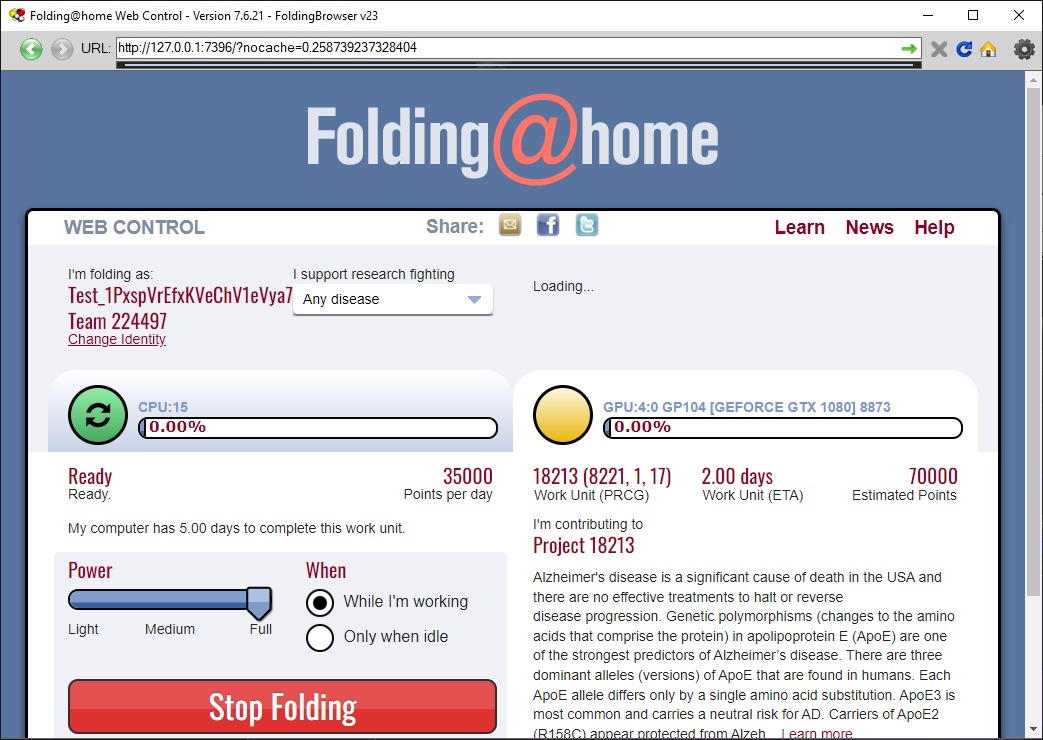 Folding@home Web Control - Version 7.6.21 - FoldingBrowser v23
URL: http://127.0.0.1:7396/?nocache=0.258739237328404
Folding@home
WEB CONTROL Share: Learn News Help
I'm folding as:
Test_1PxspVrEfxKVeChV1eVya7
Team 224497
Change Identity
I support research fighting
Any disease
Loading...
CPU:15
0.00%
Ready 35000
Ready. Points per day
My computer has 5.00 days to complete this work unit.
Power
Light Medium Full
When
While I'm working
Only when idle
Stop Folding
GPU:4:0 GP104 [GEFORCE GTX 1080] 8873
0.00%
18213 (8221, 1, 17) 2.00 days 70000
Work Unit (PRCG) Work Unit (ETA) Estimated Points
I'm contributing to
Project 18213
Alzheimer's disease is a significant cause of death in the USA and
there are no effective treatments to halt or reverse
disease progression. Genetic polymorphisms (changes to the amino
acids that comprise the protein) in apolipoprotein E (ApoE) are one
of the strongest predictors of Alzheimer's disease. There are three
dominant alleles (versions) of ApoE that are found in humans. Each
ApoE allele differs only by a single amino acid substitution. ApoE3 is
most common and carries a neutral risk for AD. Carriers of ApoE2
(R158C) appear protected from Alzeh... Learn more